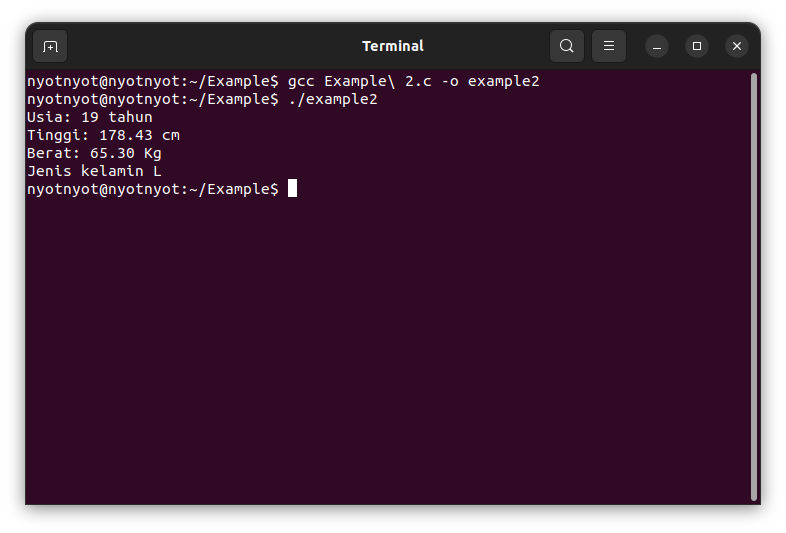 Terminal
nyotnyot@nyotnyot:~/Example$ gcc Example\ 2.c -o example2
nyotnyot@nyotnyot:~/Example$ ./example2
Usia: 19 tahun
Tinggi: 178.43 cm
Berat: 65.30 Kg
Jenis kelamin L
nyotnyot@nyotnyot:~/Example$